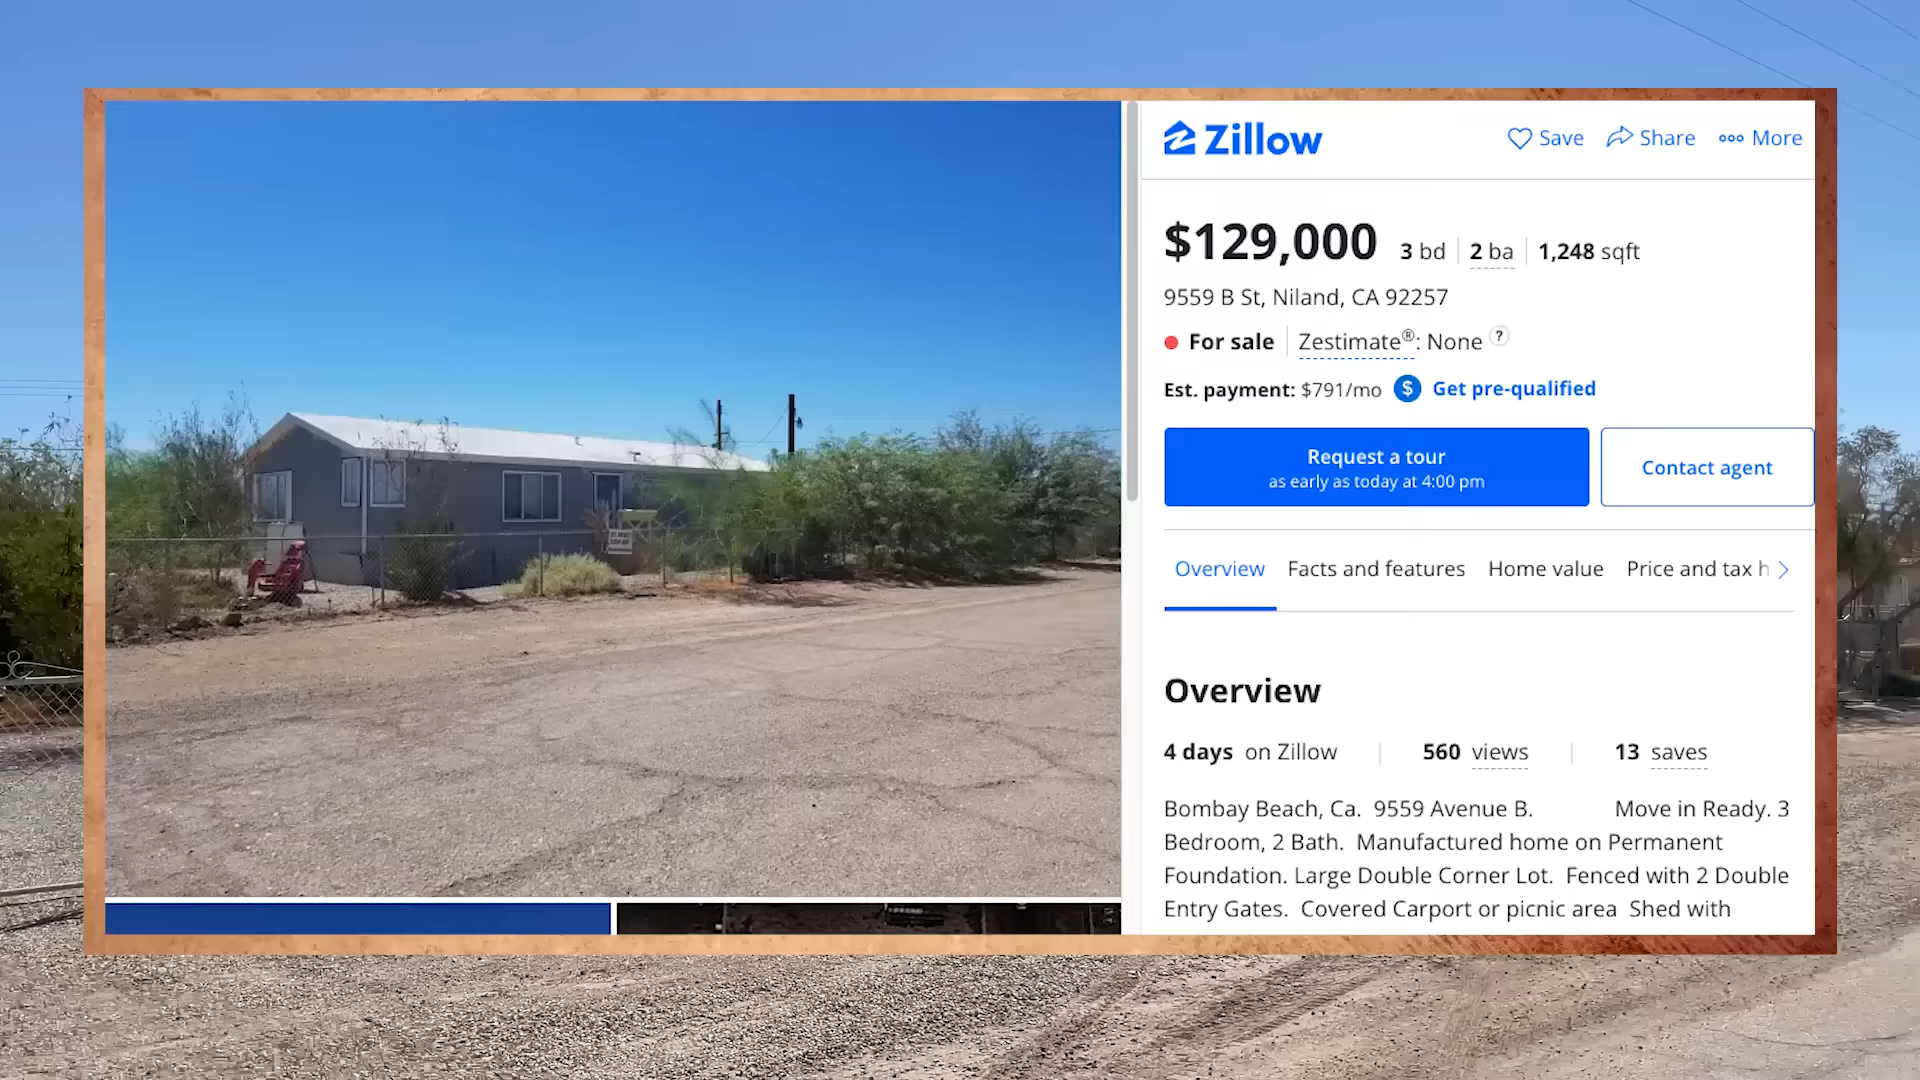 Zillow
Save Share More
$129,000 3 bd 2 ba 1,248 sqft
9559 B St, Niland, CA 92257
For sale Zestimate®: None ?
Est. payment: $791/mo $ Get pre-qualified
Request a tour
as early as today at 4:00 pm
Contact agent
Overview Facts and features Home value Price and tax h
Overview
4 days on Zillow 560 views 13 saves
Bombay Beach, Ca. 9559 Avenue B. Move in Ready. 3
Bedroom, 2 Bath. Manufactured home on Permanent
Foundation. Large Double Corner Lot. Fenced with 2 Double
Entry Gates. Covered Carport or picnic area Shed with